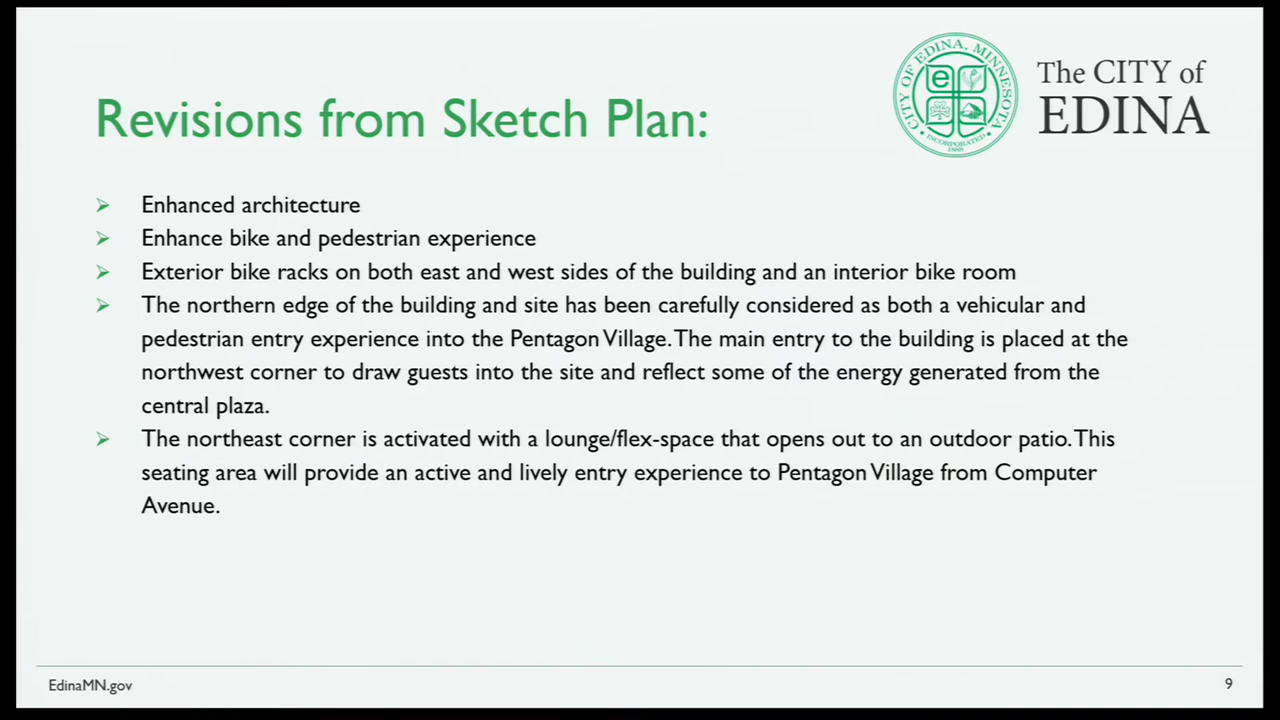 CITY OF EDINA, MINNESOTA
e
• INCORPORATED •
1888
The CITY of
EDINA
Revisions from Sketch Plan:
➢ Enhanced architecture
➢ Enhance bike and pedestrian experience
➢ Exterior bike racks on both east and west sides of the building and an interior bike room
➢ The northern edge of the building and site has been carefully considered as both a vehicular and
pedestrian entry experience into the Pentagon Village. The main entry to the building is placed at the
northwest corner to draw guests into the site and reflect some of the energy generated from the
central plaza.
➢ The northeast corner is activated with a lounge/flex-space that opens out to an outdoor patio. This
seating area will provide an active and lively entry experience to Pentagon Village from Computer
Avenue.
EdinaMN.gov
9